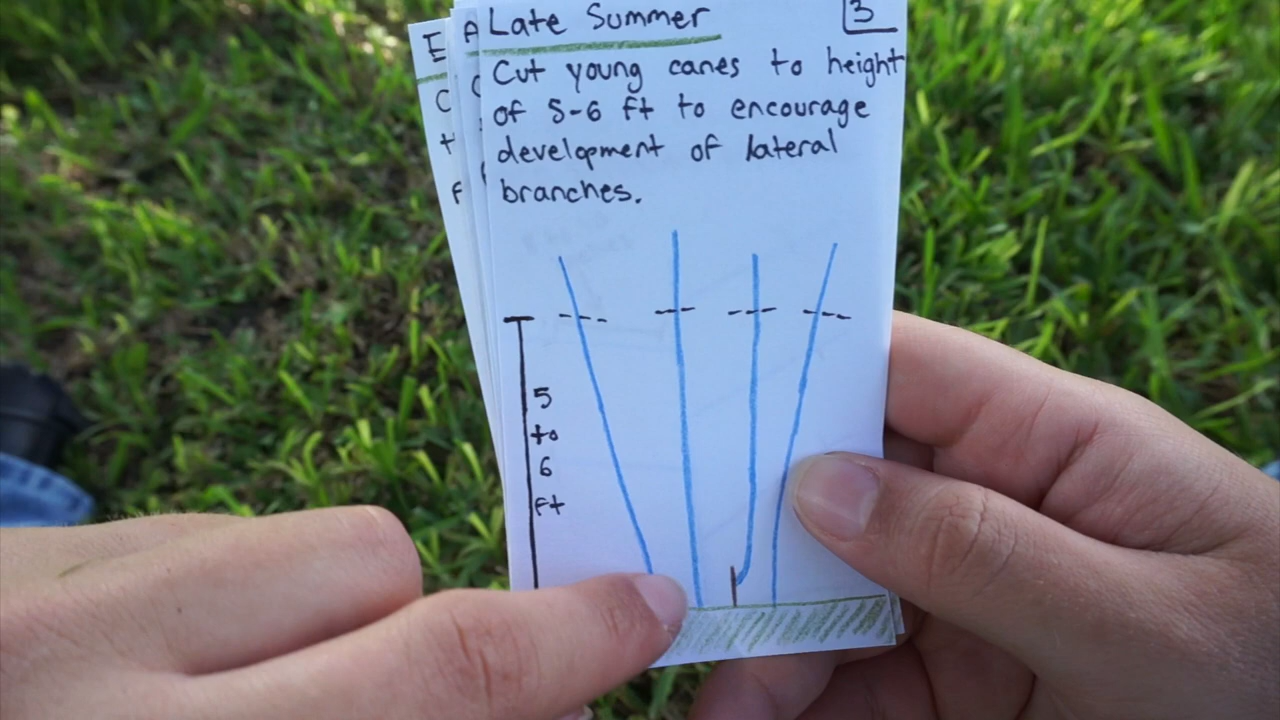 Late Summer
3
Cut young canes to height
of 5-6 ft to encourage
development of lateral
branches.
5
to
6
ft
E
C
t
F
A